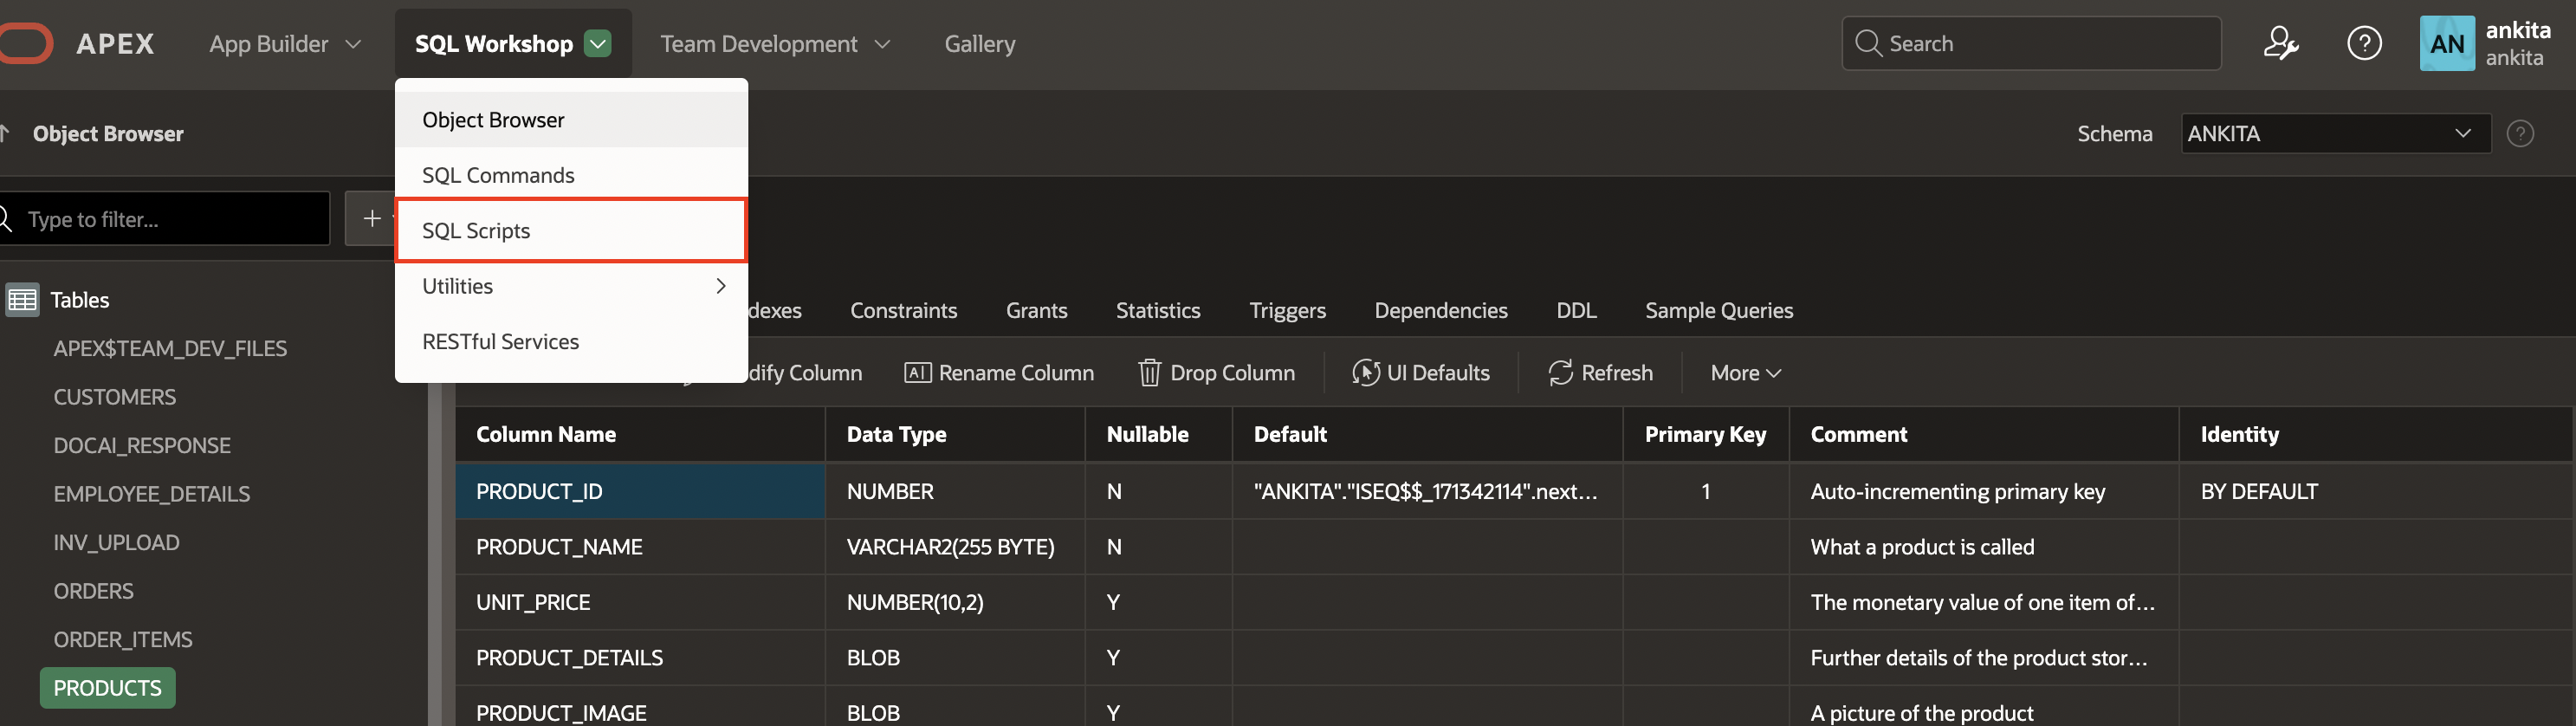 APEX App Builder SQL Workshop Team Development Gallery Search AN ankita
ankita
Object Browser
Schema ANKITA
Type to filter...
Object Browser
SQL Commands
SQL Scripts
Utilities
RESTful Services
Tables
APEX$TEAM_DEV_FILES
CUSTOMERS
DOCAI_RESPONSE
EMPLOYEE_DETAILS
INV_UPLOAD
ORDERS
ORDER_ITEMS
PRODUCTS
dexes Constraints Grants Statistics Triggers Dependencies DDL Sample Queries
dify Column Rename Column Drop Column UI Defaults Refresh More
Column Name Data Type Nullable Default Primary Key Comment Identity
PRODUCT_ID NUMBER N "ANKITA"."ISEQ$$_171342114".next... 1 Auto-incrementing primary key BY DEFAULT
PRODUCT_NAME VARCHAR2(255 BYTE) N What a product is called
UNIT_PRICE NUMBER(10,2) Y The monetary value of one item of...
PRODUCT_DETAILS BLOB Y Further details of the product stor...
PRODUCT_IMAGE BLOB Y A picture of the product